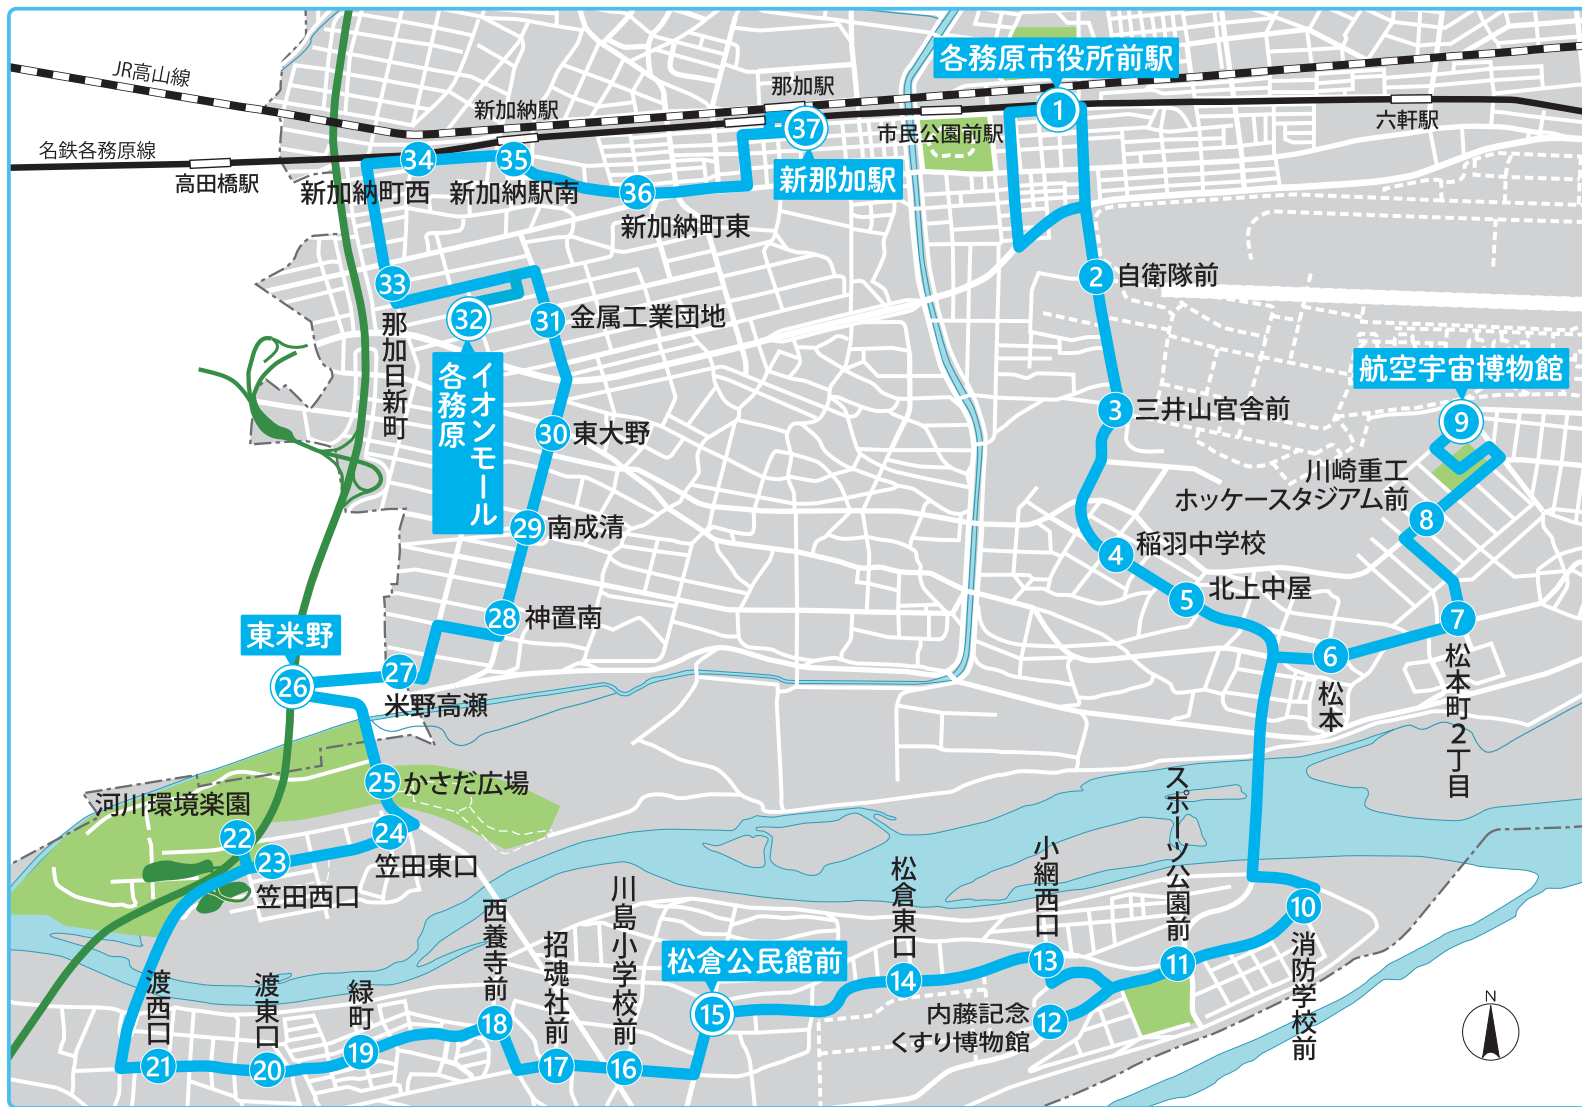 JR高山線
名鉄各務原線
高田橋駅
新加納駅
那加駅
市民公園前駅
各務原市役所前駅
六軒駅
1
2
自衛隊前
3
三井山官舎前
4
稲羽中学校
5
北上中屋
6
松本
7
松本町2丁目
8
川崎重工
ホッケースタジアム前
9
航空宇宙博物館
10
消防学校前
11
スポーツ公園前
12
内藤記念
くすり博物館
13
小網西口
14
松倉東口
15
松倉公民館前
16
川島小学校前
17
招魂社前
18
西養寺前
19
緑町
20
渡東口
21
渡西口
22
河川環境楽園
23
笠田西口
24
笠田東口
25
かさだ広場
26
東米野
27
米野高瀬
28
神置南
29
南成清
30
東大野
31
金属工業団地
32
イオンモール
各務原
33
那加日新町
34
新加納町西
35
新加納駅南
36
新加納町東
37
新那加駅
N